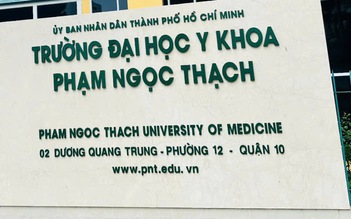 ỦY BAN NHÂN DÂN THÀNH PHỐ HỒ CHÍ MINH
TRƯỜNG ĐẠI HỌC Y KHOA
PHẠM NGỌC THẠCH
PHAM NGOC THACH UNIVERSITY OF MEDICINE
02 DƯƠNG QUANG TRUNG - PHƯỜNG 12 - QUẬN 10
www.pnt.edu.vn